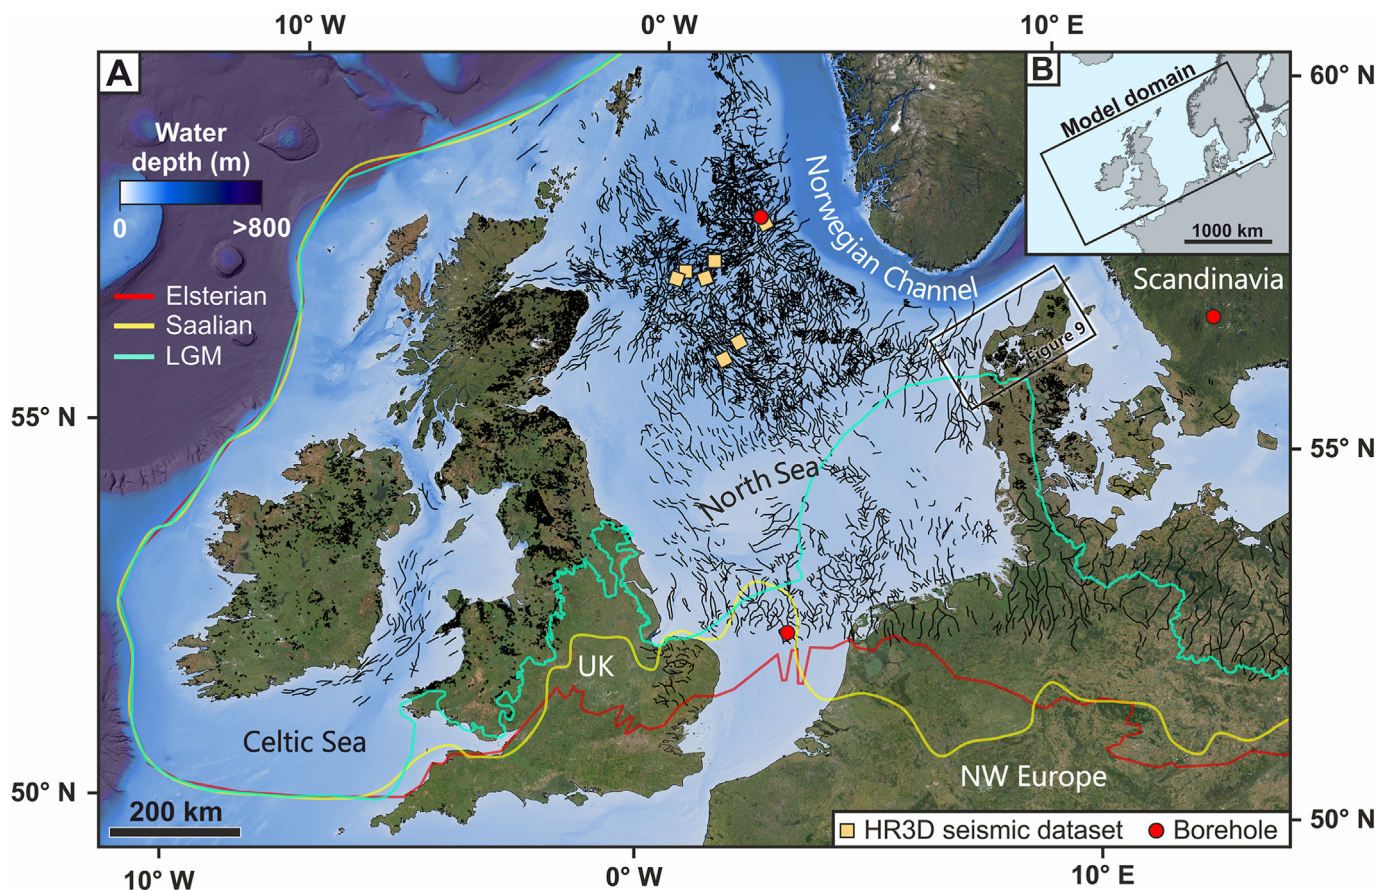 10° W
0° W
10° E
A
B
60° N
Model domain
1000 km
Water
depth (m)
0
>800
Norwegian Channel
Scandinavia
Elsterian
Saalian
LGM
Figure 9
55° N
55° N
North Sea
UK
Celtic Sea
NW Europe
50° N
50° N
200 km
HR3D seismic dataset
Borehole
10° W
0° W
10° E